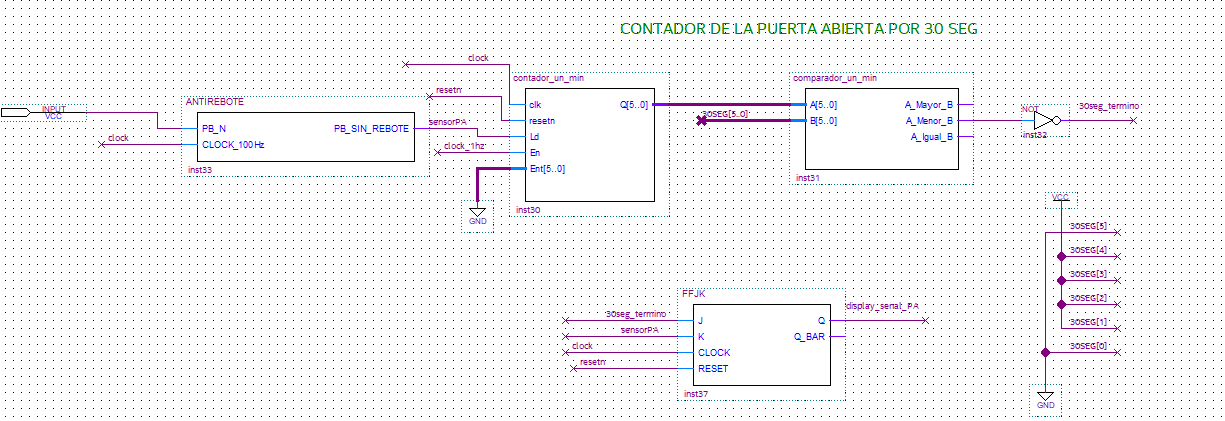 CONTADOR DE LA PUERTA ABIERTA POR 30 SEG
clock
contador_un_min
comparador_un_min
ANTIREBOTE
resetn
clk
Q[5..0]
A[5..0]
A_Mayor_B
INPUT
VCC
30SEG[5..0]
NOT
30seg_termino
PB_N
PB_SIN_REBOTE
sensorPA
resetn
B[5..0]
A_Menor_B
clock
CLOCK_100Hz
Ld
A_Igual_B
inst32
clock_1hz
En
inst33
Ent[5..0]
inst31
GND
inst30
VCC
30SEG[5]
30SEG[4]
30SEG[3]
30SEG[2]
30SEG[1]
30SEG[0]
GND
FFJK
30seg_termino
J
Q
display_senal_PA
sensorPA
K
Q_BAR
clock
CLOCK
resetn
RESET
inst37